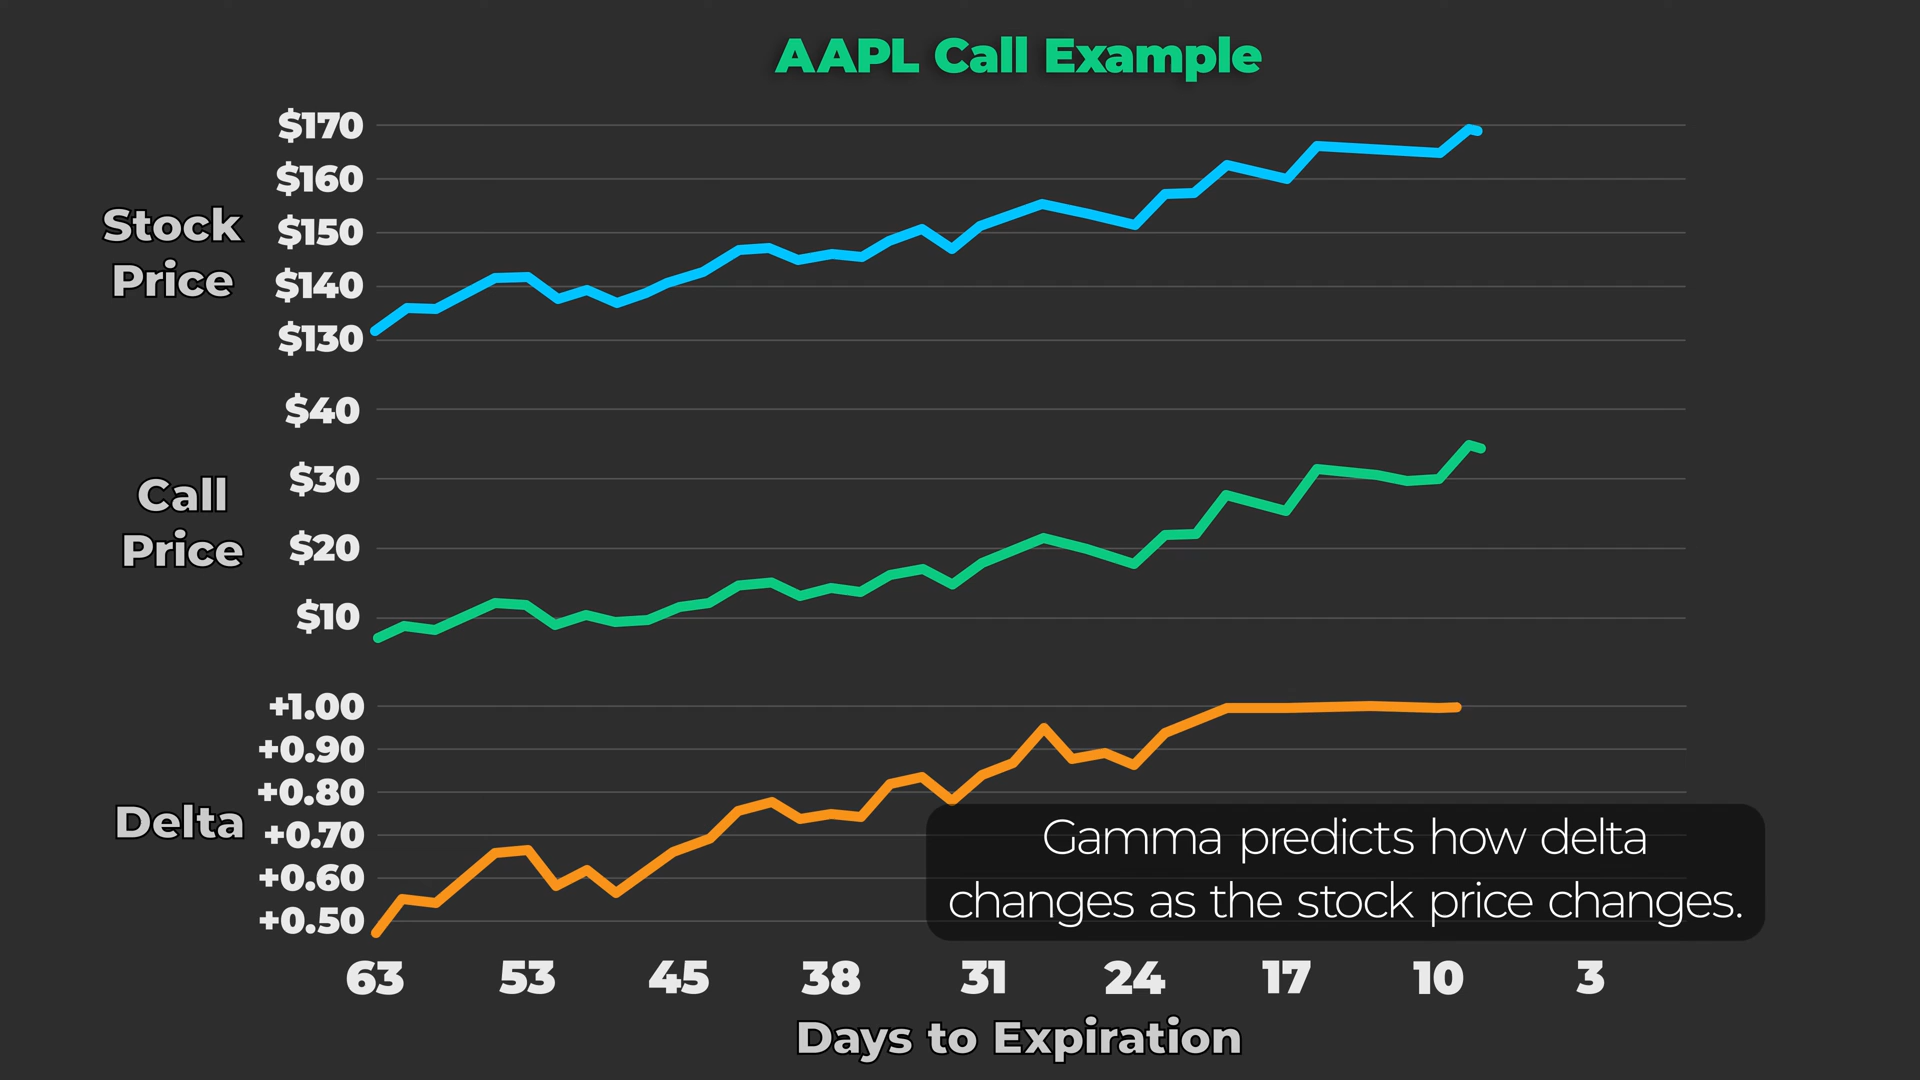 AAPL Call Example
Stock
Price
$170
$160
$150
$140
$130
Call
Price
$40
$30
$20
$10
Delta
+1.00
+0.90
+0.80
+0.70
+0.60
+0.50
Gamma predicts how delta
changes as the stock price changes.
63 53 45 38 31 24 17 10 3
Days to Expiration